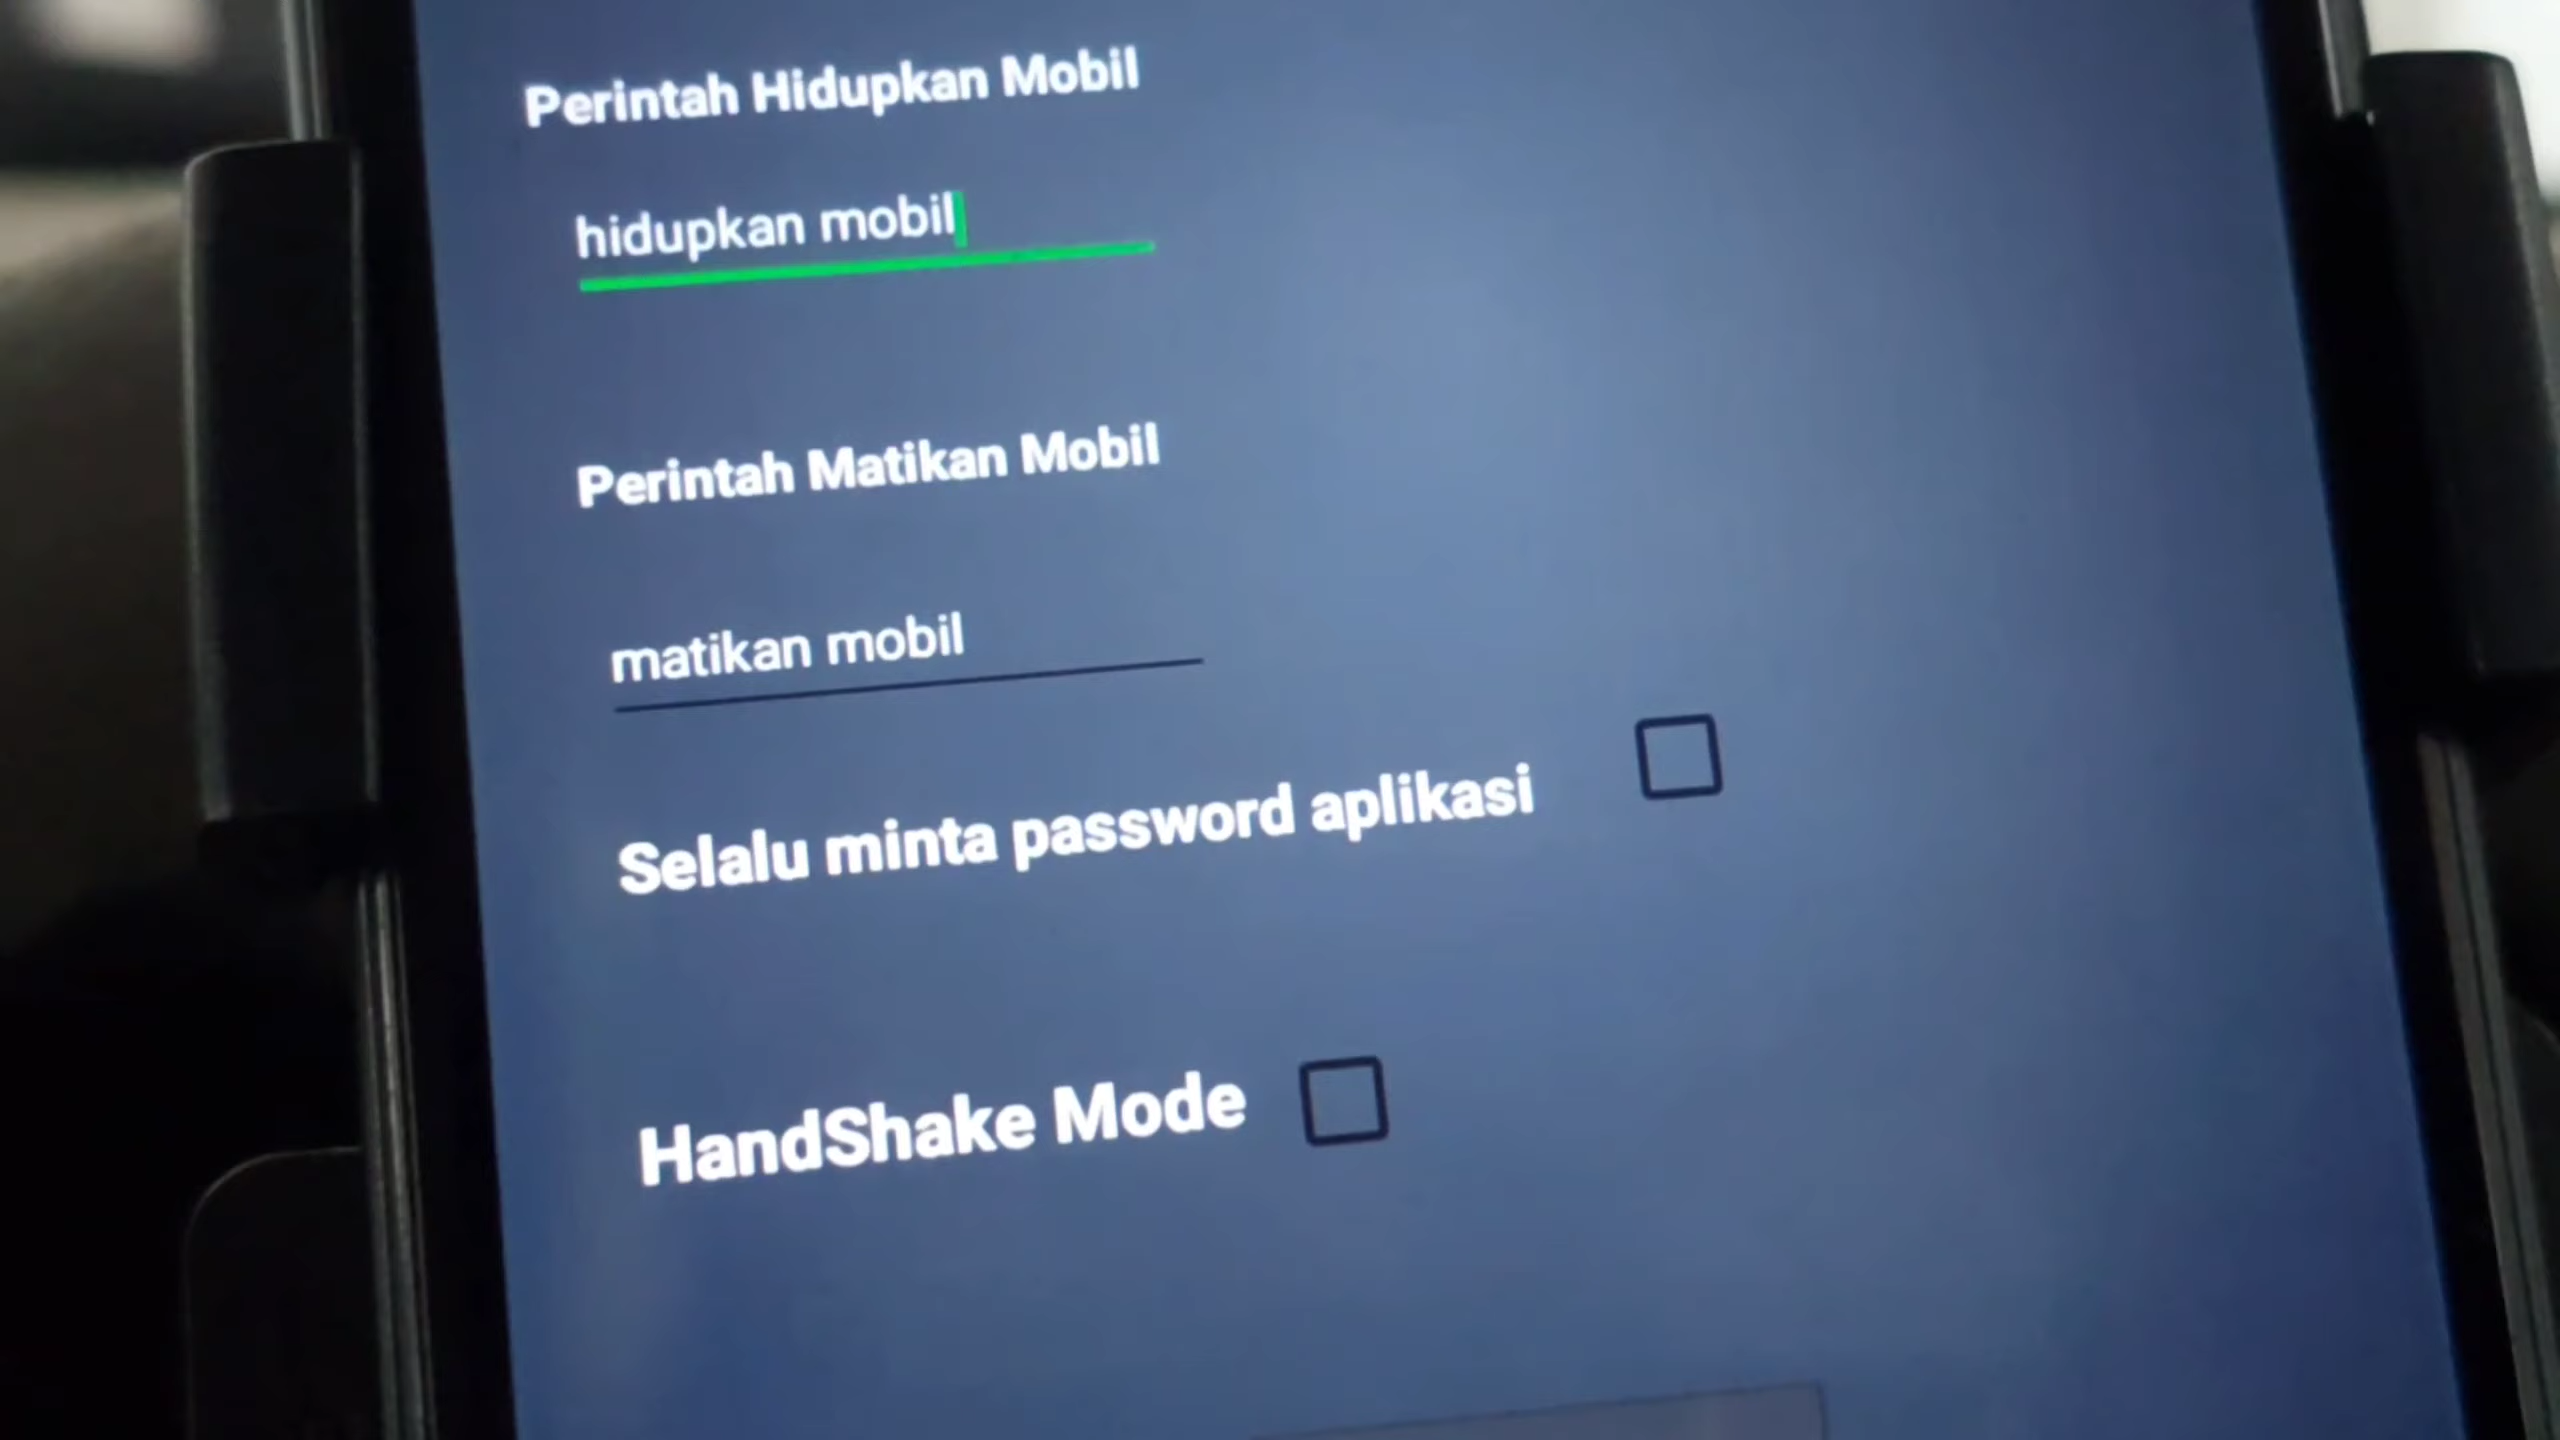 Perintah Hidupkan Mobil
hidupkan mobil
Perintah Matikan Mobil
matikan mobil
Selalu minta password aplikasi
HandShake Mode